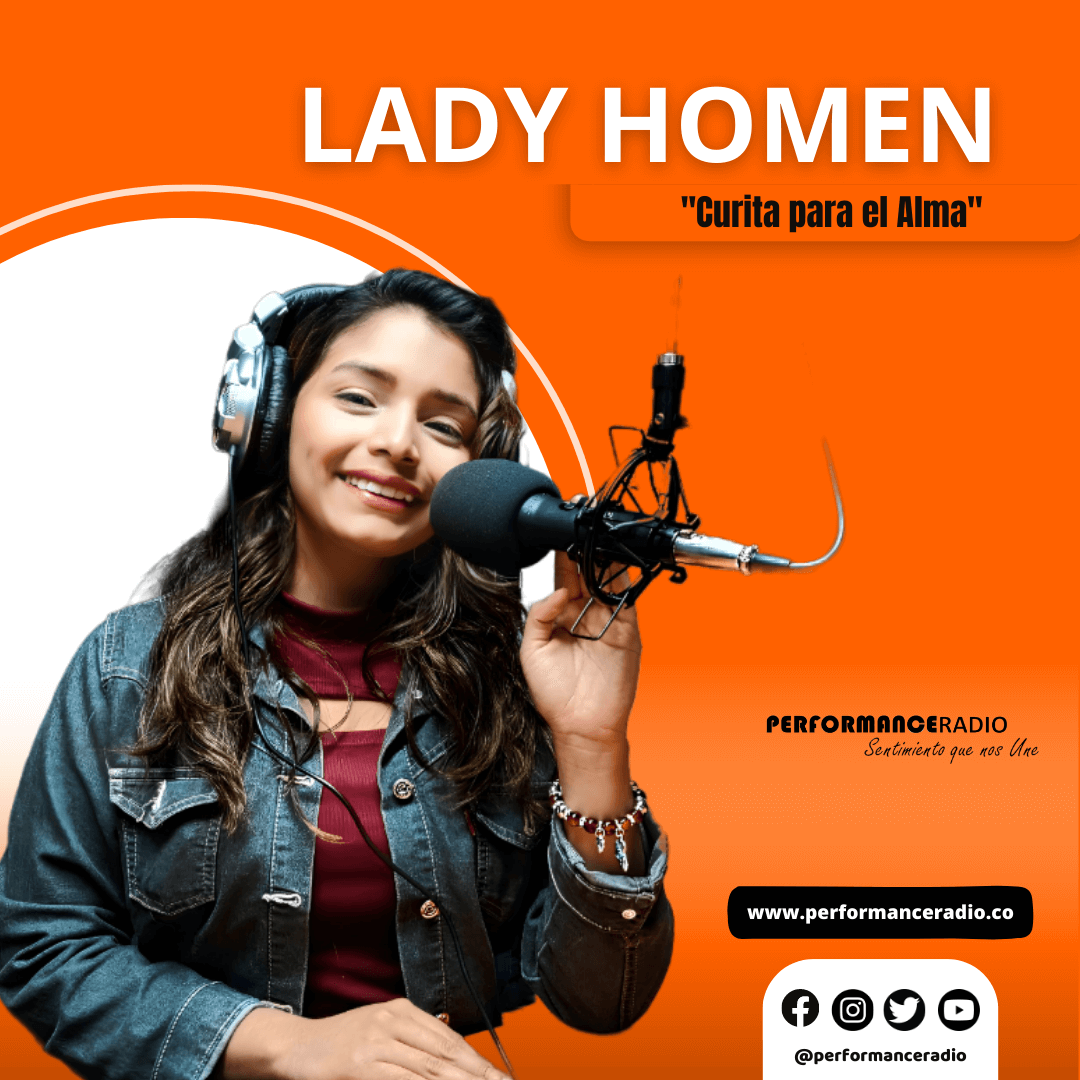 LADY HOMEN
"Curita para el Alma"
PERFORMANCERADIO
Sentimiento que nos Une
www.performanceradio.co
@performanceradio